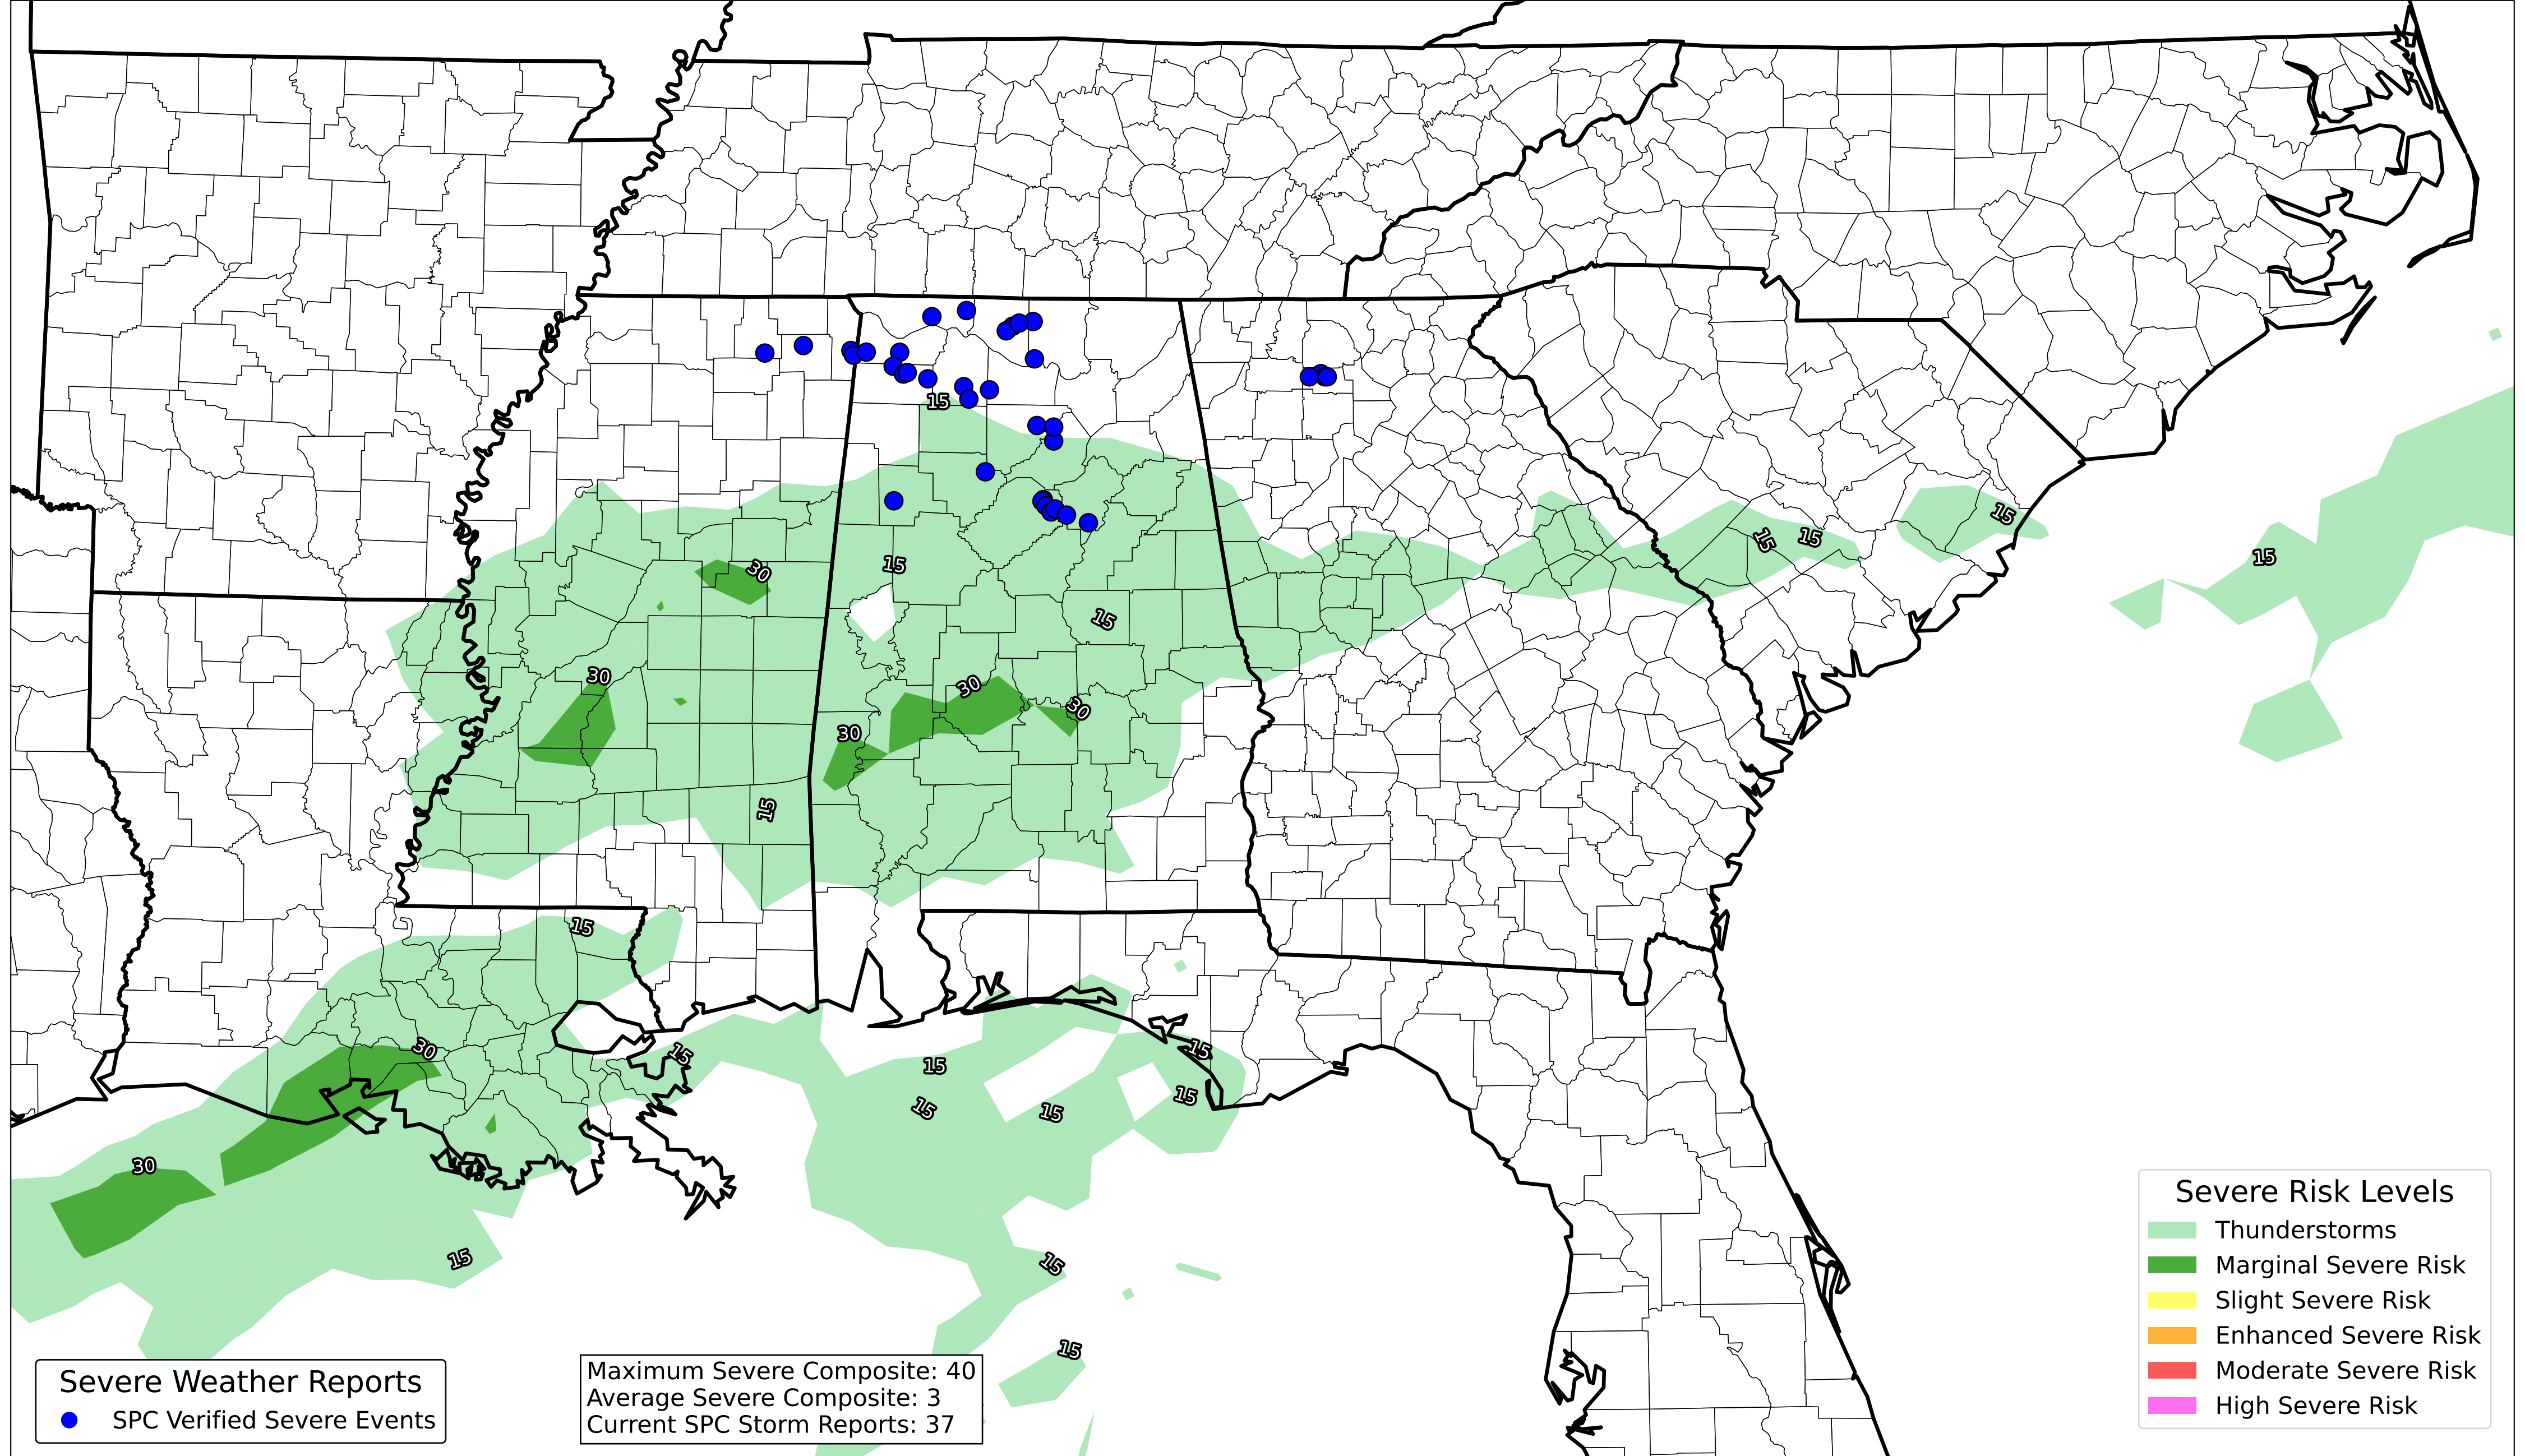 15
30
15
15
15
15
15
15
30
30
30
30
15
15
30
15
15
15
15
15
15
30
15
15
15
Severe Risk Levels
Thunderstorms
Marginal Severe Risk
Slight Severe Risk
Enhanced Severe Risk
Moderate Severe Risk
High Severe Risk
Severe Weather Reports
SPC Verified Severe Events
Maximum Severe Composite: 40
Average Severe Composite: 3
Current SPC Storm Reports: 37